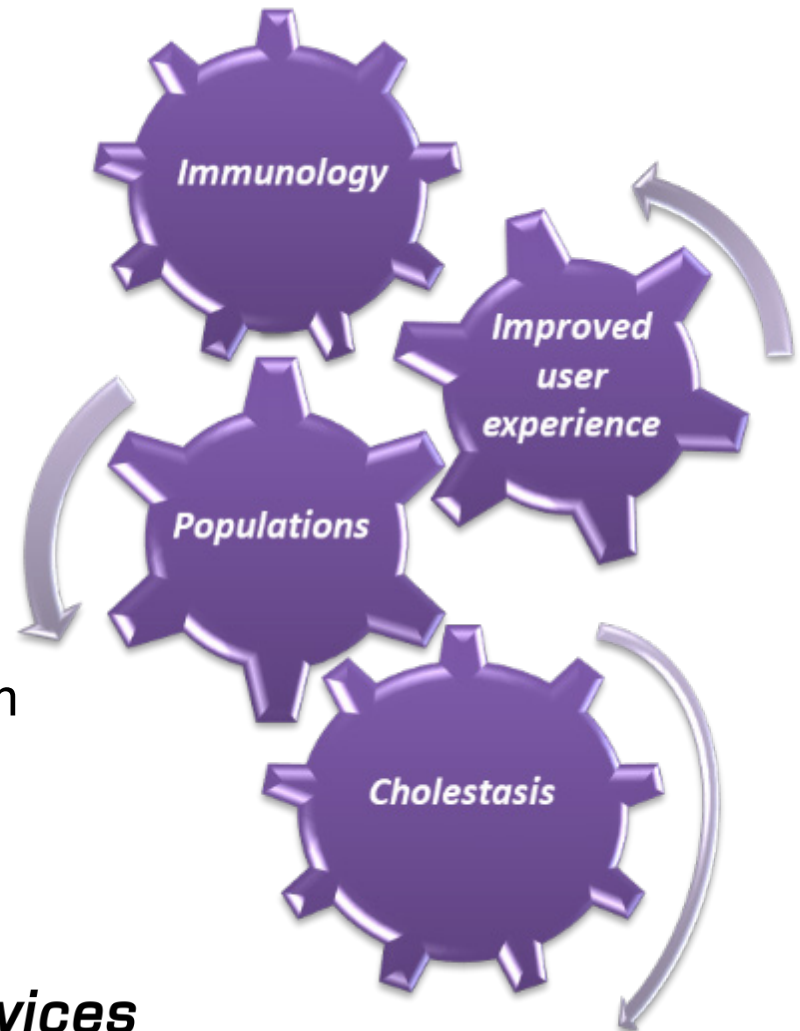 Immunology
Improved
user
experience
Populations
Cholestasis